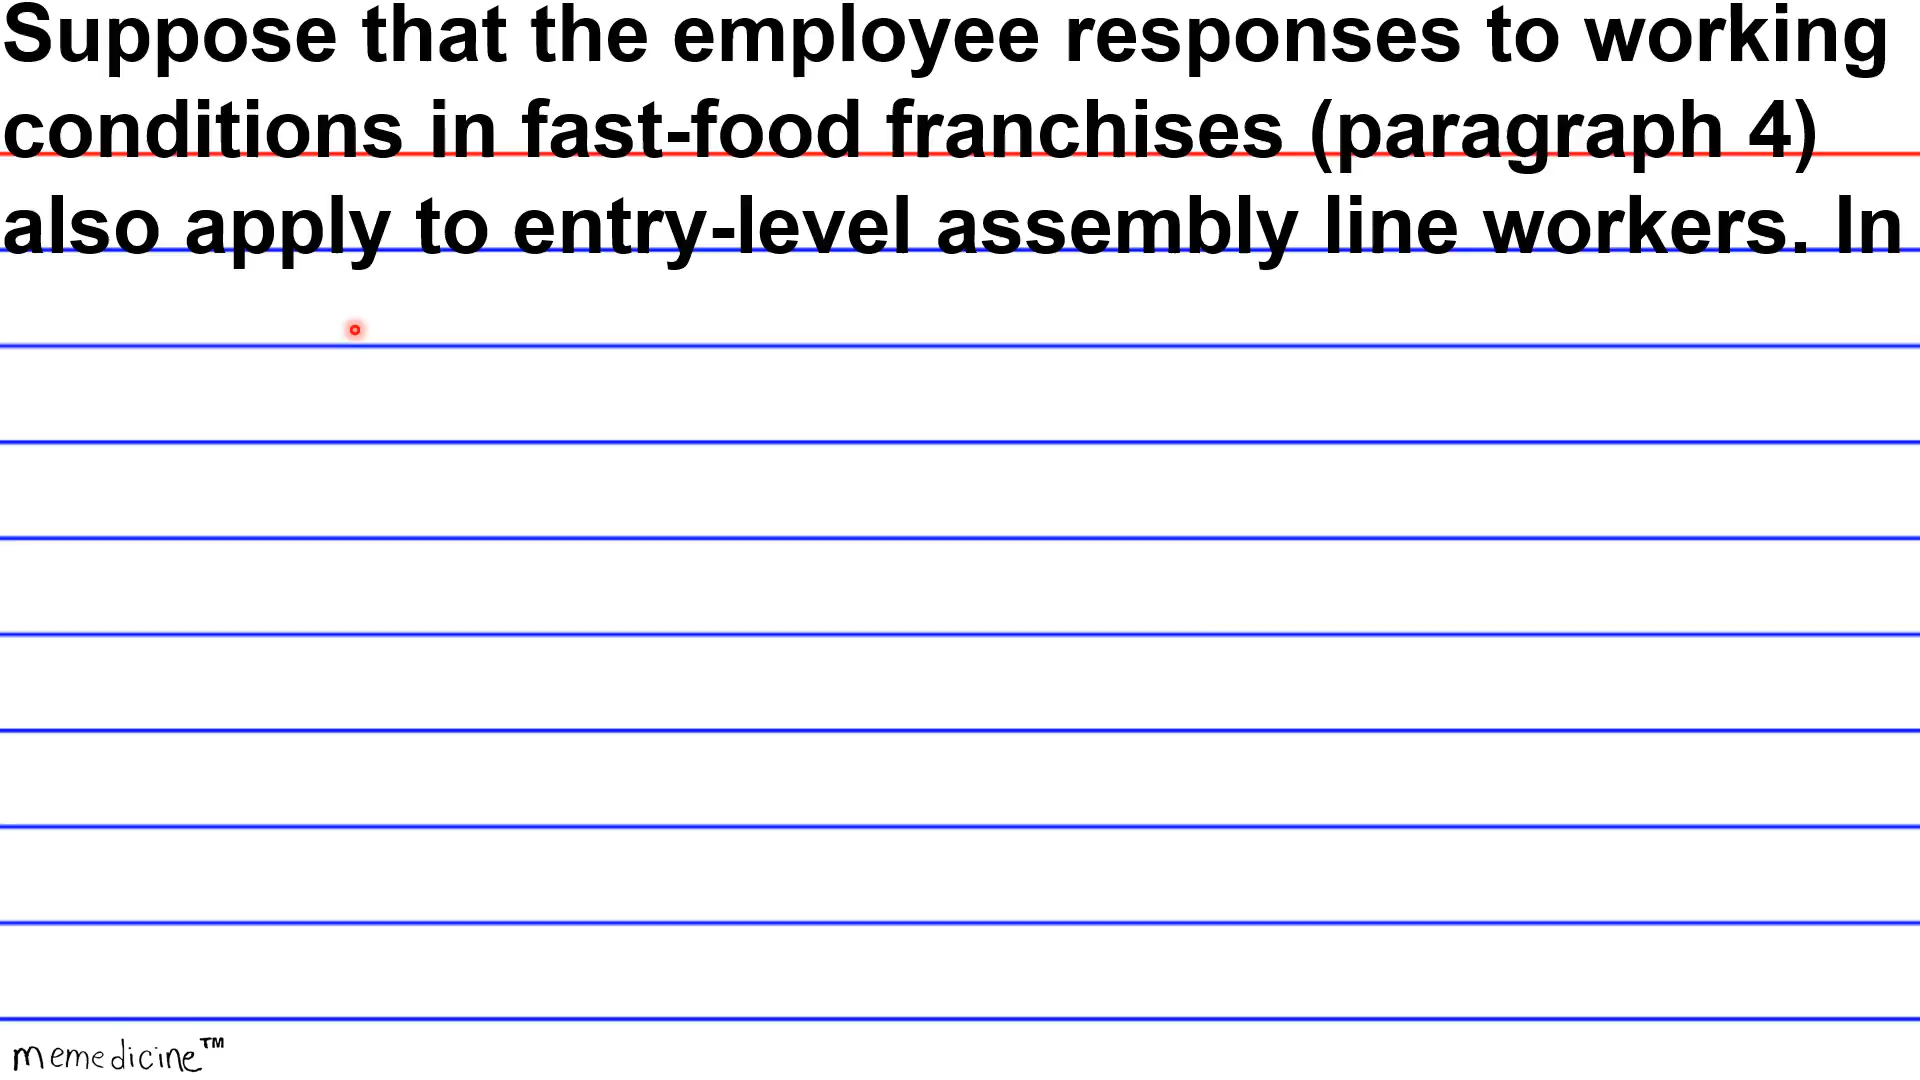 Suppose that the employee responses to working
conditions in fast-food franchises (paragraph 4)
also apply to entry-level assembly line workers. In
memedicine™